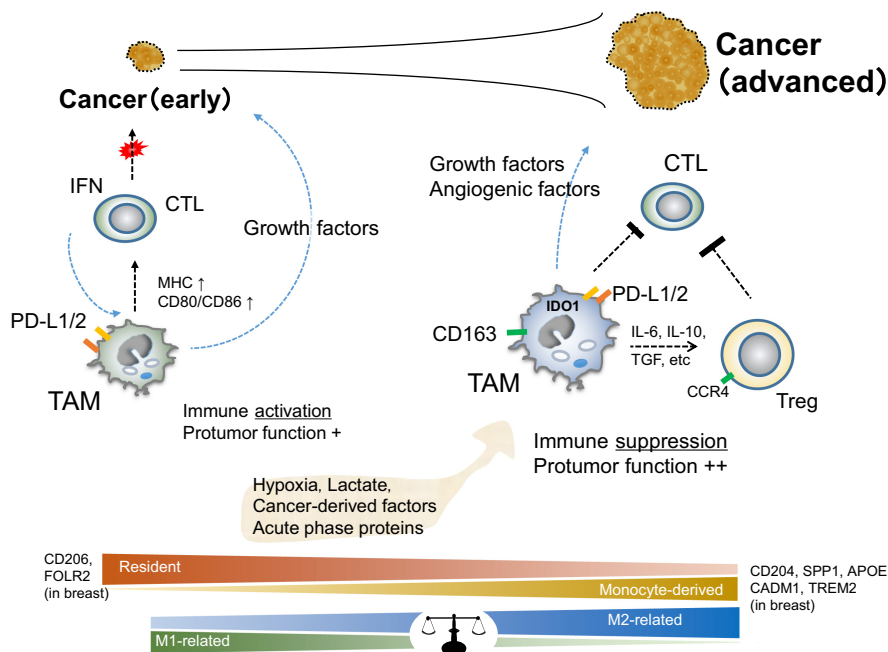 Cancer
(advanced)
Cancer(early)
IFN
CTL
Growth factors
MHC ↑
CD80/CD86 ↑
PD-L1/2
TAM
Immune activation
Protumor function +
Growth factors
Angiogenic factors
CTL
IDO1
PD-L1/2
CD163
IL-6, IL-10,
TGF, etc
TAM
CCR4
Treg
Immune suppression
Protumor function ++
Hypoxia, Lactate,
Cancer-derived factors
Acute phase proteins
CD206,
FOLR2
(in breast)
Resident
Monocyte-derived
CD204, SPP1, APOE
CADM1, TREM2
(in breast)
M2-related
M1-related